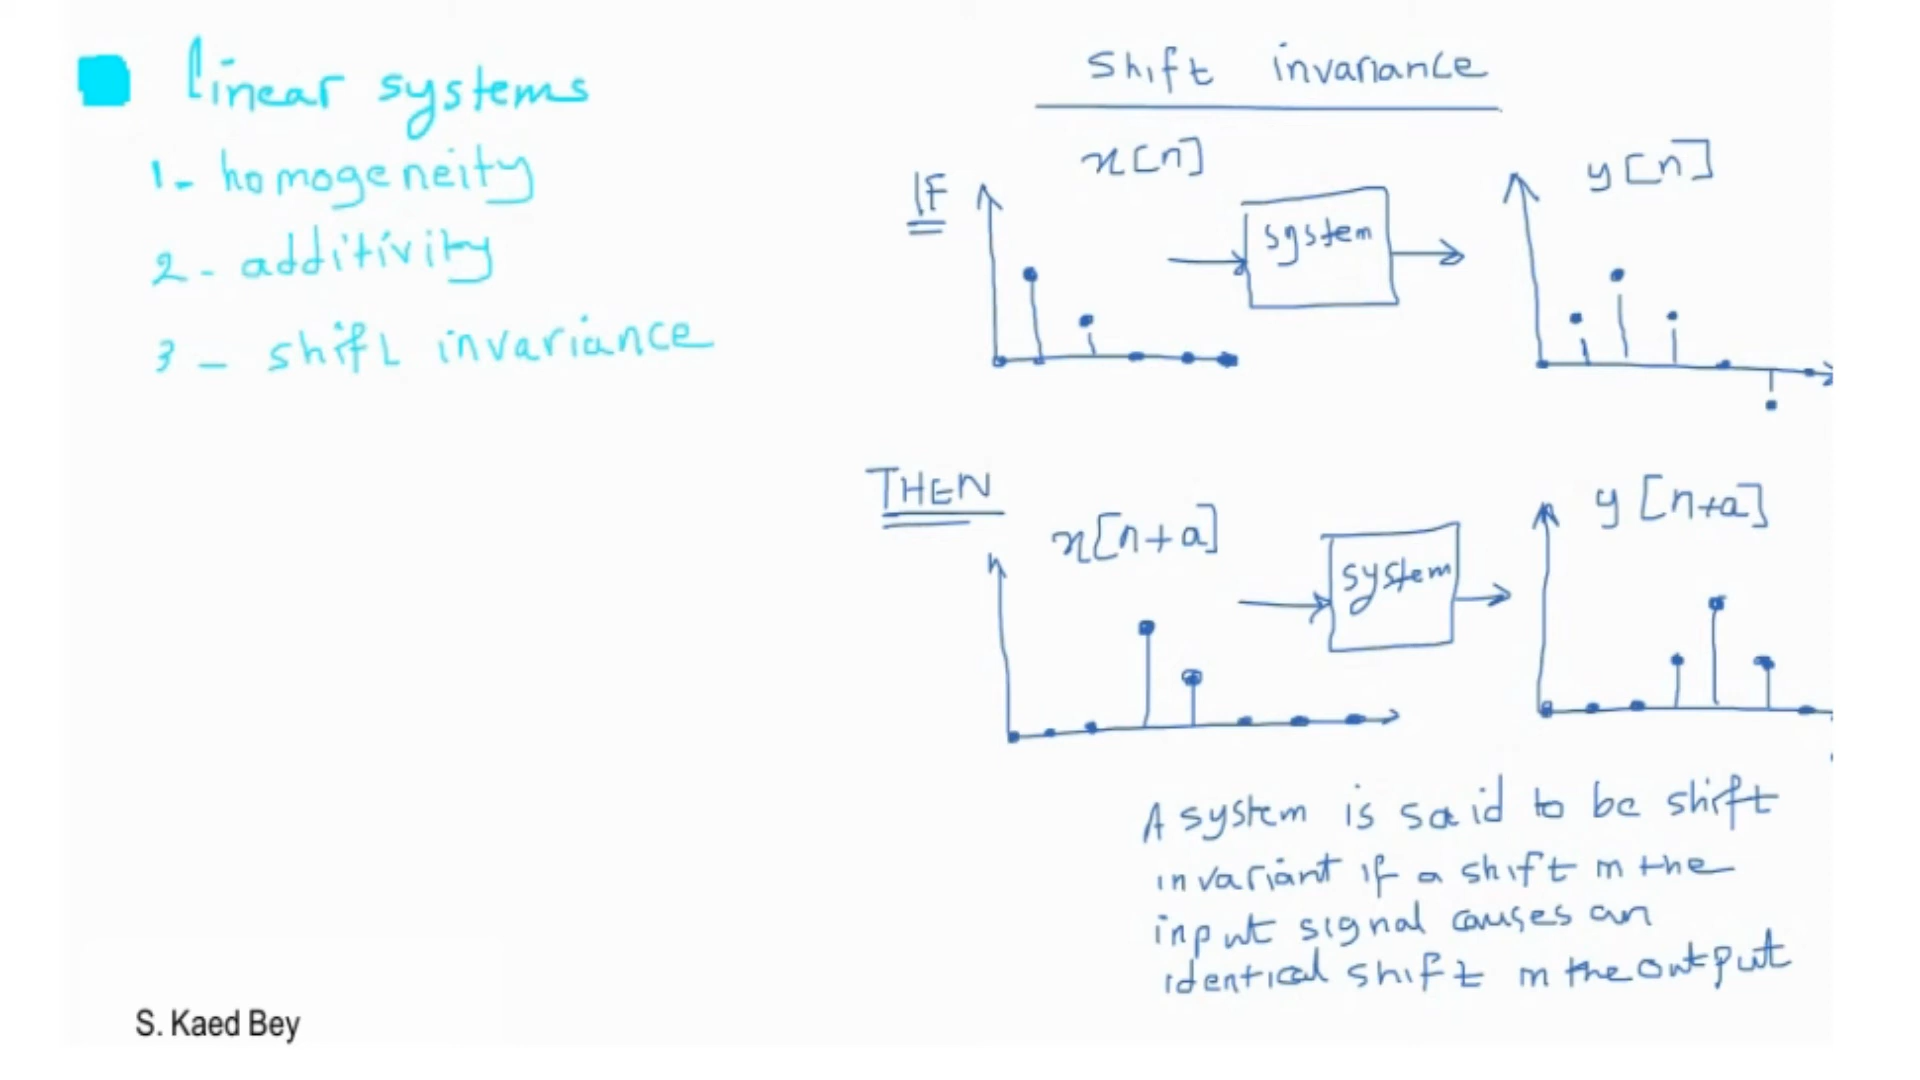 linear systems
1- homogeneity
2- additivity
3- shift invariance
Shift invariance
IF
x[n]
system
y[n]
THEN
x[n+a]
system
y[n+a]
A system is said to be shift
invariant if a shift in the
input signal causes an
identical shift in the output
S. Kaed Bey